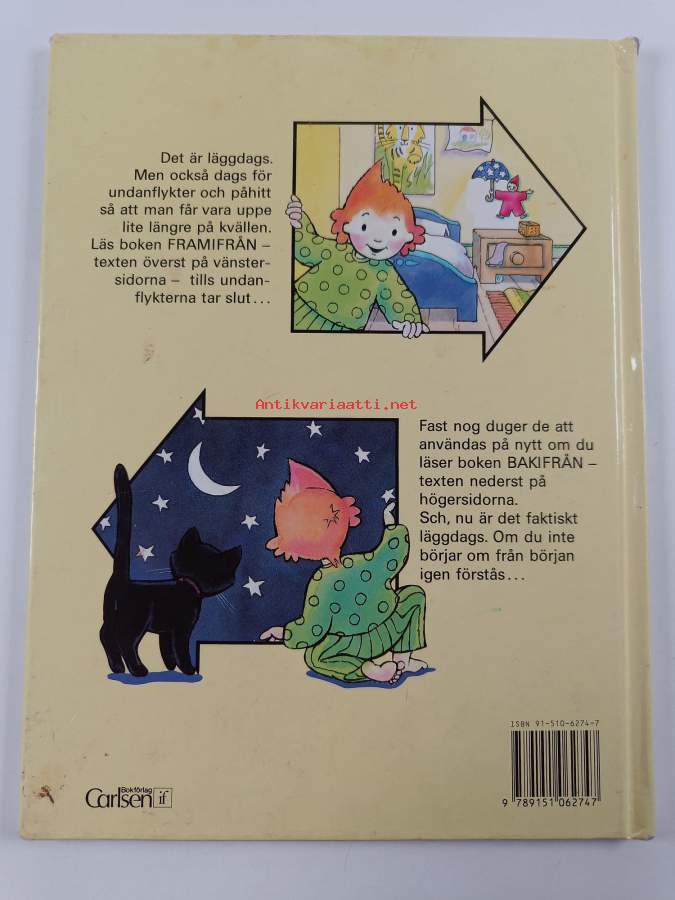 Det är läggdags.
Men också dags för
undanflykter och påhitt
så att man får vara uppe
lite längre på kvällen.
Läs boken FRAMIFRÅN –
texten överst på vänster-
sidorna – tills undan-
flykterna tar slut...
Antikvariaatti.net
Fast nog duger de att
användas på nytt om du
läser boken BAKIFRÅN –
texten nederst på
högersidorna.
Sch, nu är det faktiskt
läggdags. Om du inte
börjar om från början
igen förstås...
ISBN 91-510-6274-7
9 789151 062747
Bokförlag
Carlsen if